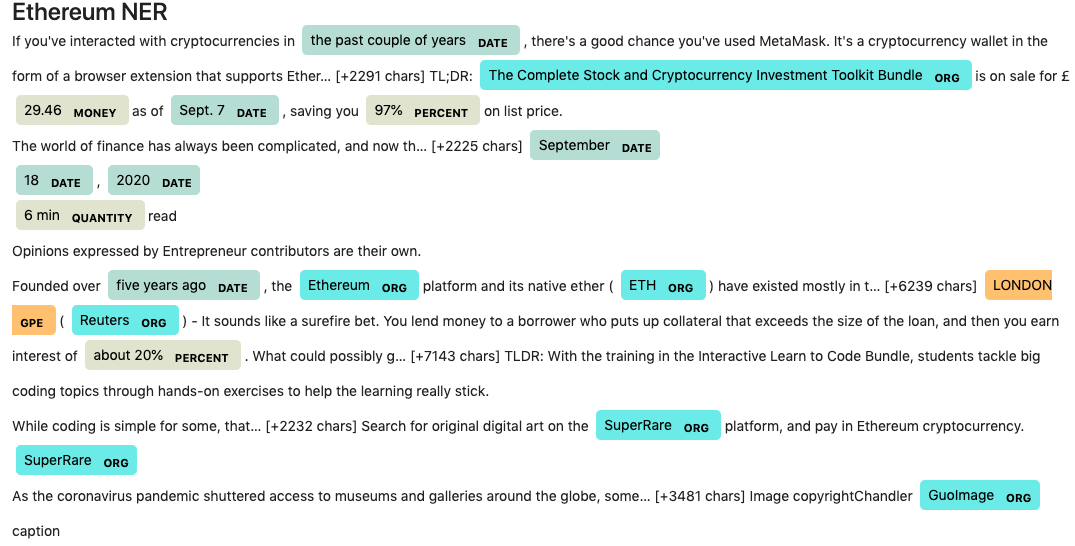 Ethereum NER
If you've interacted with cryptocurrencies in the past couple of years DATE , there's a good chance you've used MetaMask. It's a cryptocurrency wallet in the
form of a browser extension that supports Ether… [+2291 chars] TL;DR: The Complete Stock and Cryptocurrency Investment Toolkit Bundle ORG is on sale for £
29.46 MONEY as of Sept. 7 DATE , saving you 97% PERCENT on list price.
The world of finance has always been complicated, and now th… [+2225 chars] September DATE
18 DATE , 2020 DATE
6 min QUANTITY read
Opinions expressed by Entrepreneur contributors are their own.
Founded over five years ago DATE , the Ethereum ORG platform and its native ether ( ETH ORG ) have existed mostly in t… [+6239 chars] LONDON
GPE ( Reuters ORG ) - It sounds like a surefire bet. You lend money to a borrower who puts up collateral that exceeds the size of the loan, and then you earn
interest of about 20% PERCENT . What could possibly g… [+7143 chars] TLDR: With the training in the Interactive Learn to Code Bundle, students tackle big
coding topics through hands-on exercises to help the learning really stick.
While coding is simple for some, that… [+2232 chars] Search for original digital art on the SuperRare ORG platform, and pay in Ethereum cryptocurrency.
SuperRare ORG
As the coronavirus pandemic shuttered access to museums and galleries around the globe, some… [+3481 chars] Image copyrightChandler GuoImage ORG
caption